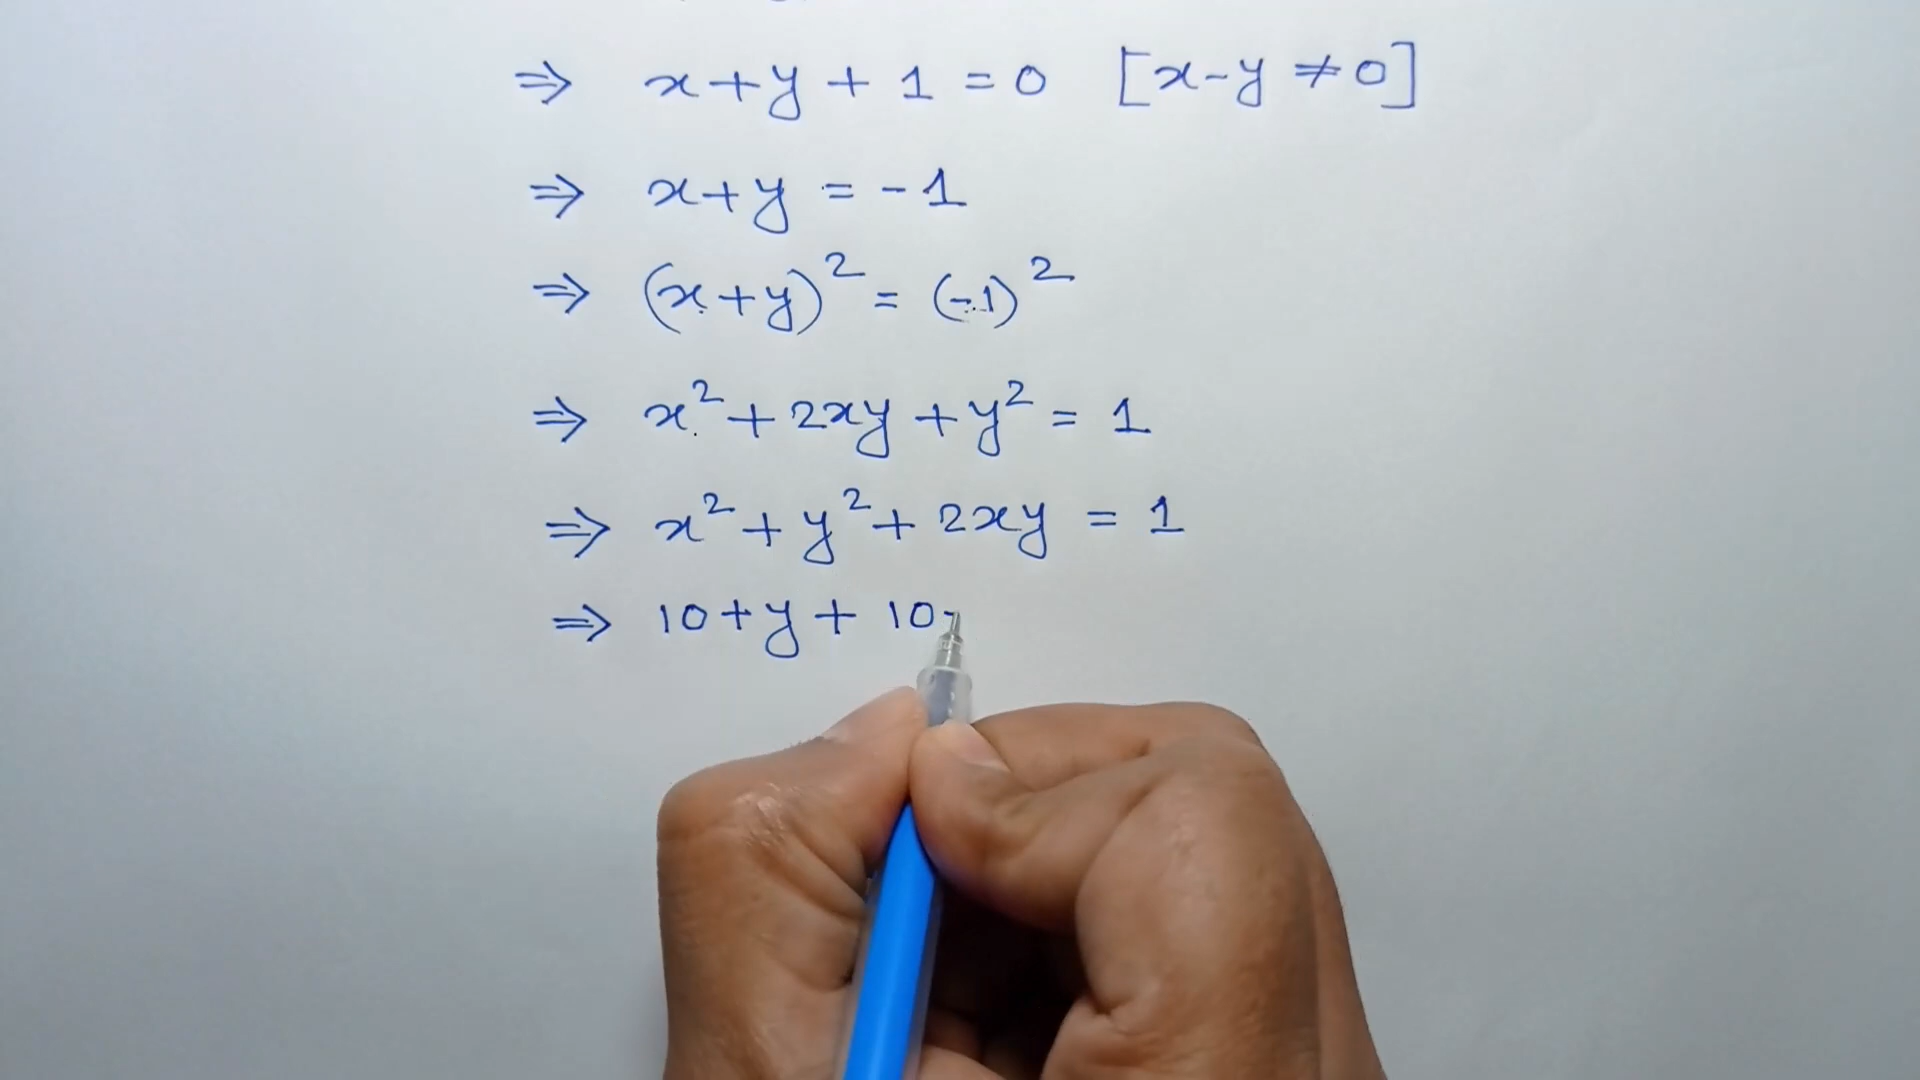 ⇒ x+y+1=0 [x-y≠0]
⇒ x+y = -1
⇒ (x+y)² = (-1)²
⇒ x²+2xy+y² = 1
⇒ x²+y²+2xy = 1
⇒ 10+y+10